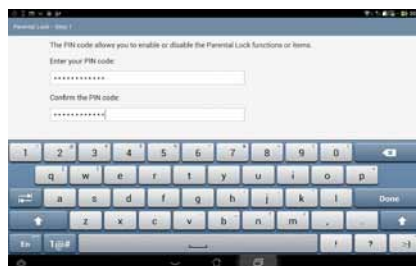 Parental Lock - Step 1
The PIN code allows you to enable or disable the Parental Lock functions or items.
Enter your PIN code:
••••••••••••
Confirm the PIN code:
••••••••••••
1 2 3 4 5 6 7 8 9 0
q w e r t y u i o p
a s d f g h j k l Done
z x c v b n m , .
En 1@# ! ? :-)